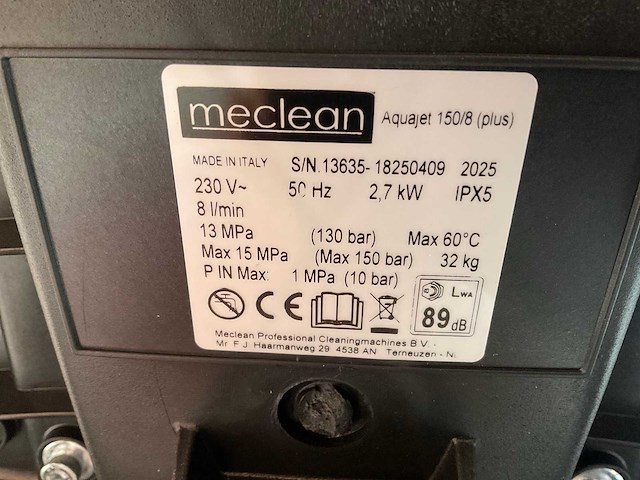 meclean Aquajet 150/8 (plus)
MADE IN ITALY S/N.13635- 18250409 2025
230 V~ 50 Hz 2,7 kW IPX5
8 l/min
13 MPa (130 bar) Max 60°C
Max 15 MPa (Max 150 bar) 32 kg
P IN Max: 1 MPa (10 bar)
CE LWA
89 dB
Meclean Professional Cleaningmachines B.V. -
Mr F.J. Haarmanweg 29 4538 AN Terneuzen -